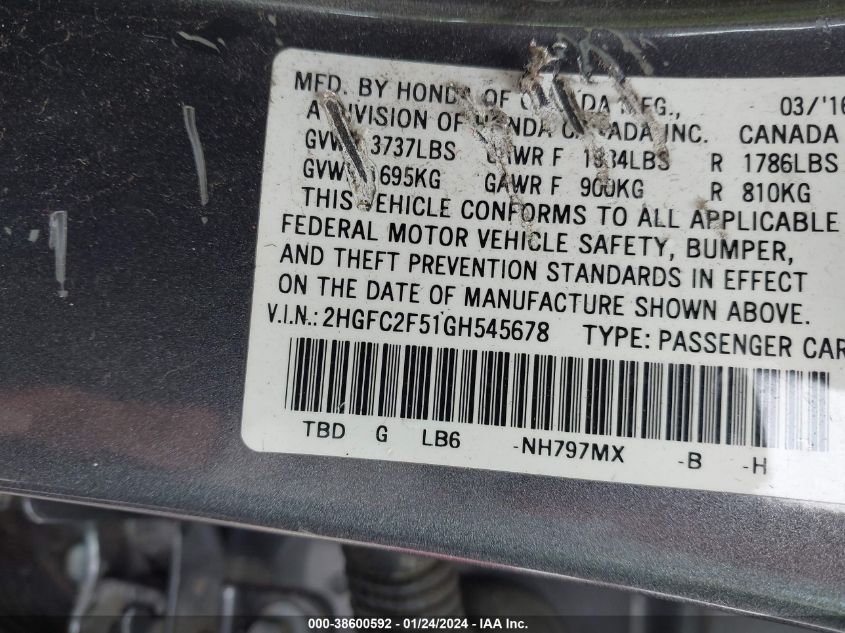 MFD. BY HONDA OF CANADA MFG., 03/'16
A DIVISION OF HONDA CANADA INC. CANADA
GVWR 3737LBS GAWR F 1984LBS R 1786LBS
GVWR 1695KG GAWR F 900KG R 810KG
THIS VEHICLE CONFORMS TO ALL APPLICABLE
FEDERAL MOTOR VEHICLE SAFETY, BUMPER,
AND THEFT PREVENTION STANDARDS IN EFFECT
ON THE DATE OF MANUFACTURE SHOWN ABOVE.
V.I.N.: 2HGFC2F51GH545678 TYPE: PASSENGER CAR
TBD G LB6 -NH797MX -B -H
000-38600592 - 01/24/2024 - IAA Inc.